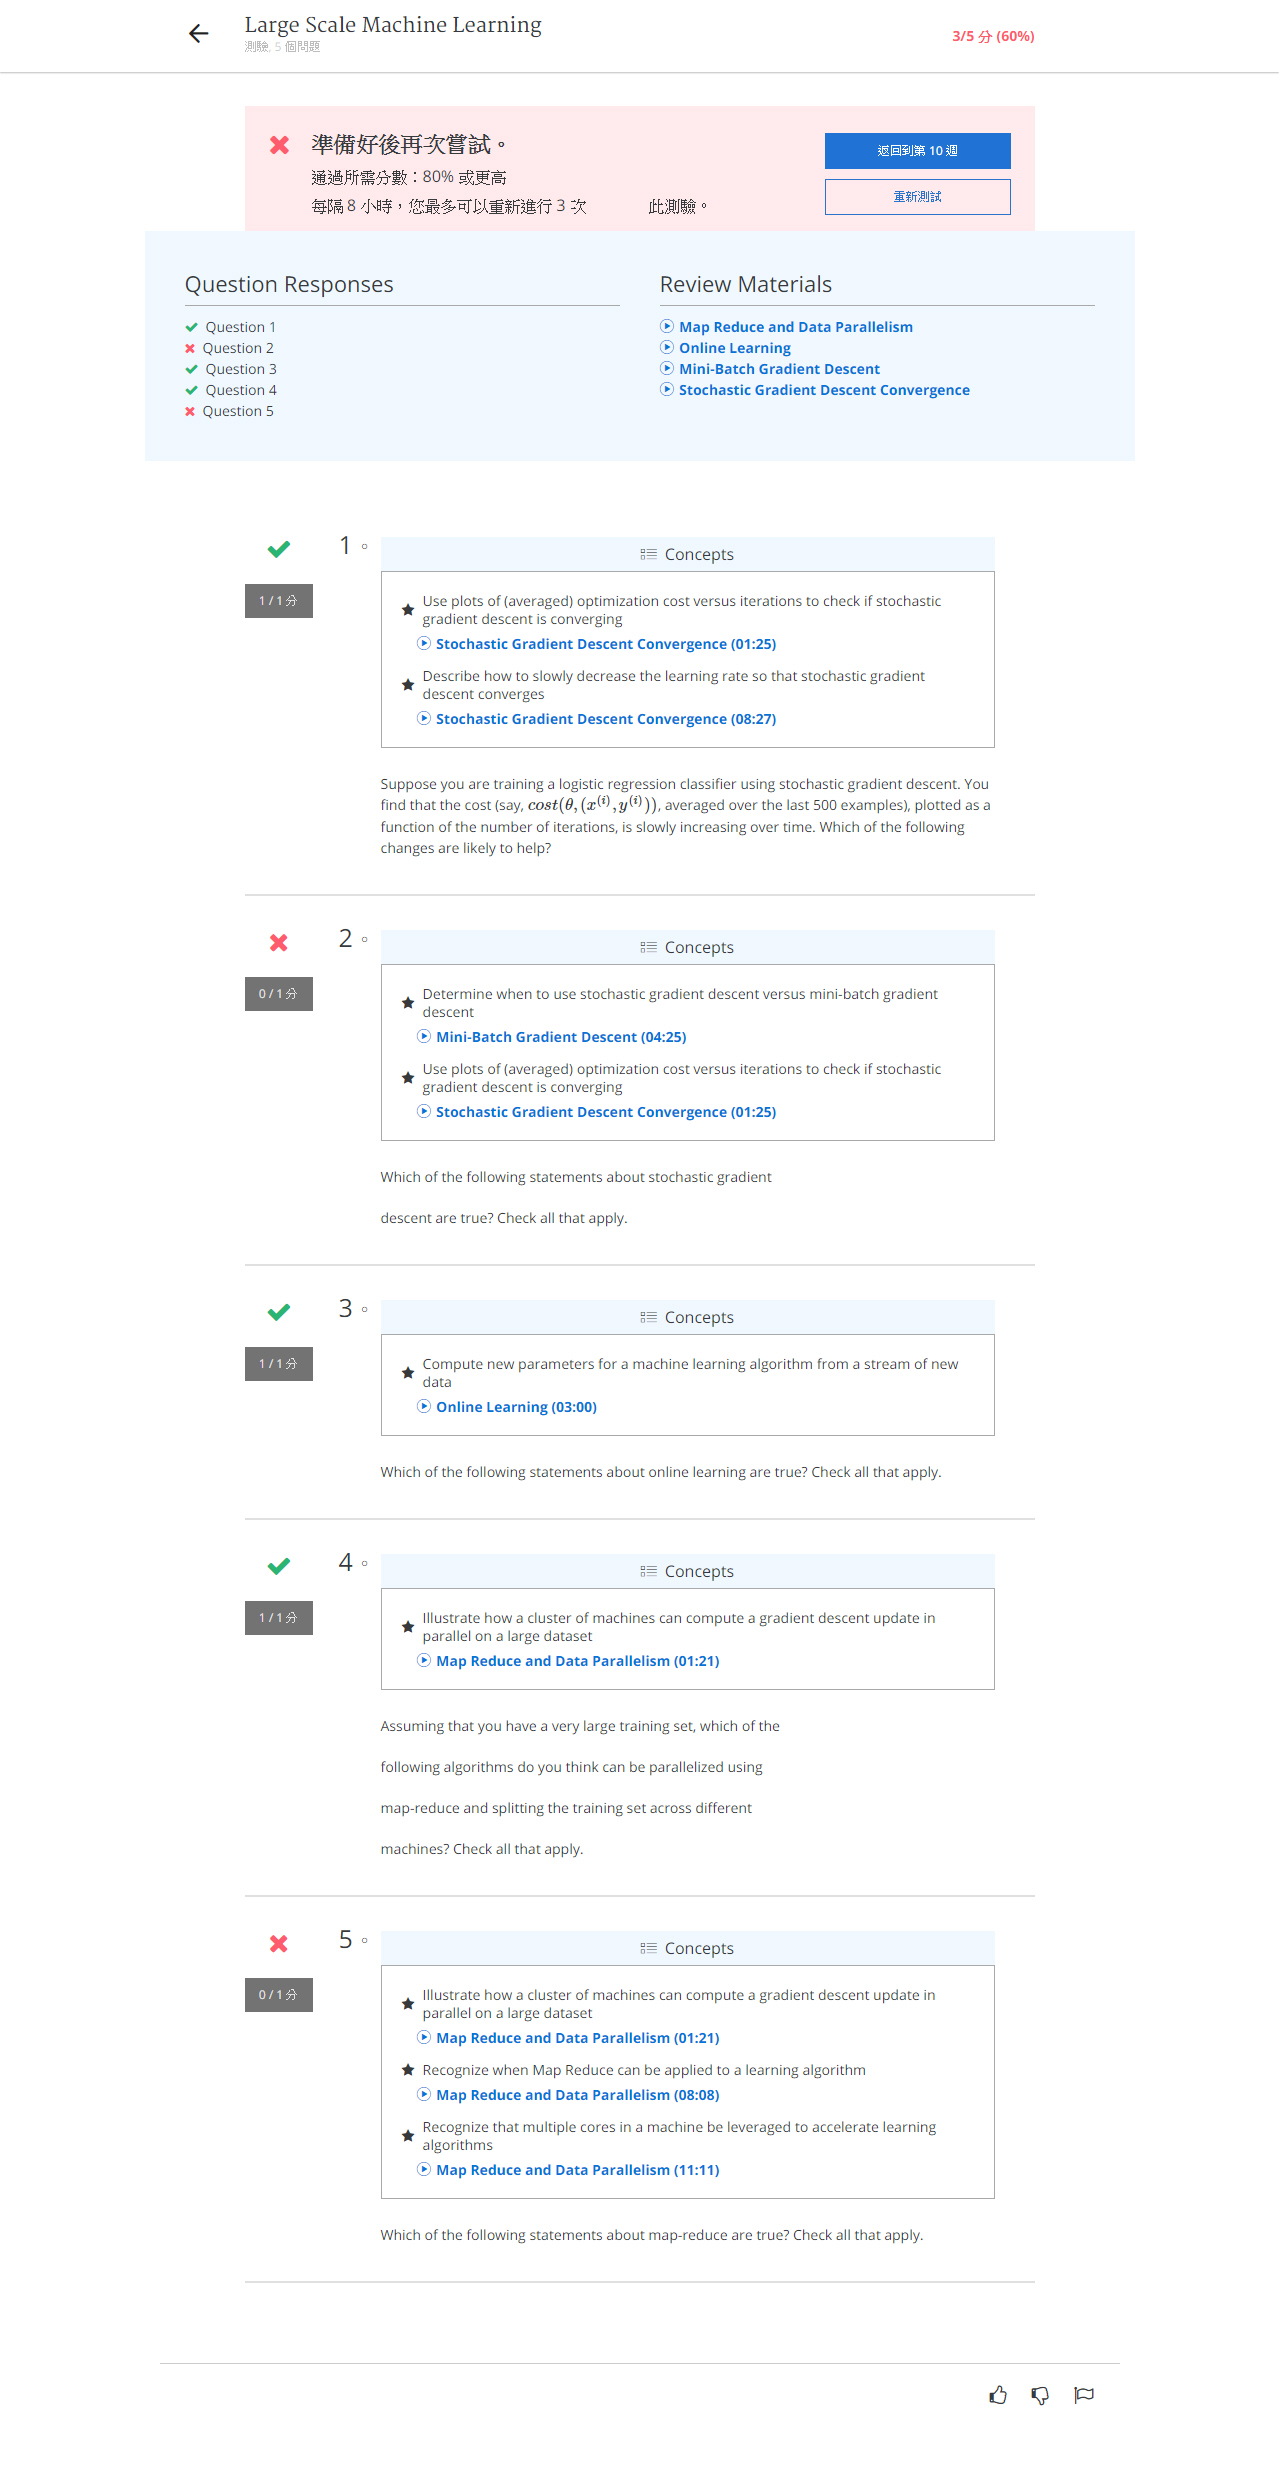 Large Scale Machine Learning
測驗, 5 個問題
3/5 分 (60%)
準備好後再次嘗試。
通過所需分數：80% 或更高
每隔 8 小時，您最多可以重新進行 3 次 此測驗。
返回到第 10 週
重新測試
Question Responses
Question 1
Question 2
Question 3
Question 4
Question 5
Review Materials
Map Reduce and Data Parallelism
Online Learning
Mini-Batch Gradient Descent
Stochastic Gradient Descent Convergence
1 / 1 分
1。
Concepts
Use plots of (averaged) optimization cost versus iterations to check if stochastic
gradient descent is converging
Stochastic Gradient Descent Convergence (01:25)
Describe how to slowly decrease the learning rate so that stochastic gradient
descent converges
Stochastic Gradient Descent Convergence (08:27)
Suppose you are training a logistic regression classifier using stochastic gradient descent. You
find that the cost (say, cost(θ, (x⁽ⁱ⁾, y⁽ⁱ⁾)), averaged over the last 500 examples), plotted as a
function of the number of iterations, is slowly increasing over time. Which of the following
changes are likely to help?
0 / 1 分
2。
Concepts
Determine when to use stochastic gradient descent versus mini-batch gradient
descent
Mini-Batch Gradient Descent (04:25)
Use plots of (averaged) optimization cost versus iterations to check if stochastic
gradient descent is converging
Stochastic Gradient Descent Convergence (01:25)
Which of the following statements about stochastic gradient
descent are true? Check all that apply.
1 / 1 分
3。
Concepts
Compute new parameters for a machine learning algorithm from a stream of new
data
Online Learning (03:00)
Which of the following statements about online learning are true? Check all that apply.
1 / 1 分
4。
Concepts
Illustrate how a cluster of machines can compute a gradient descent update in
parallel on a large dataset
Map Reduce and Data Parallelism (01:21)
Assuming that you have a very large training set, which of the
following algorithms do you think can be parallelized using
map-reduce and splitting the training set across different
machines? Check all that apply.
0 / 1 分
5。
Concepts
Illustrate how a cluster of machines can compute a gradient descent update in
parallel on a large dataset
Map Reduce and Data Parallelism (01:21)
Recognize when Map Reduce can be applied to a learning algorithm
Map Reduce and Data Parallelism (08:08)
Recognize that multiple cores in a machine be leveraged to accelerate learning
algorithms
Map Reduce and Data Parallelism (11:11)
Which of the following statements about map-reduce are true? Check all that apply.